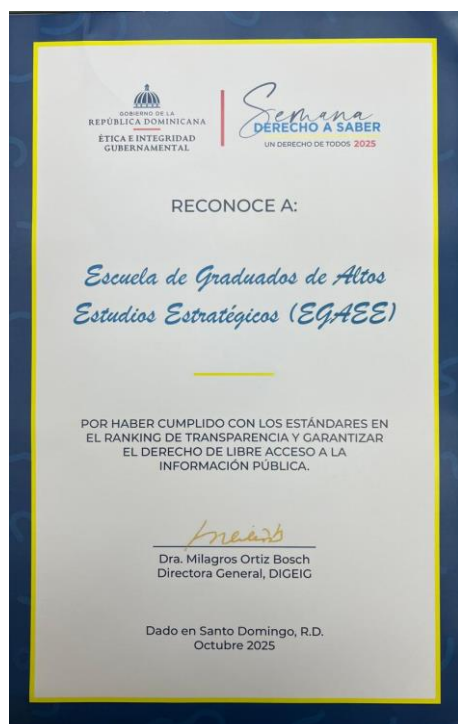 GOBIERNO DE LA
REPÚBLICA DOMINICANA
ÉTICA E INTEGRIDAD
GUBERNAMENTAL
Semana
DERECHO A SABER
UN DERECHO DE TODOS 2025
RECONOCE A:
Escuela de Graduados de Altos
Estudios Estratégicos (EGAEE)
POR HABER CUMPLIDO CON LOS ESTÁNDARES EN
EL RANKING DE TRANSPARENCIA Y GARANTIZAR
EL DERECHO DE LIBRE ACCESO A LA
INFORMACIÓN PÚBLICA.
Dra. Milagros Ortiz Bosch
Directora General, DIGEIG
Dado en Santo Domingo, R.D.
Octubre 2025